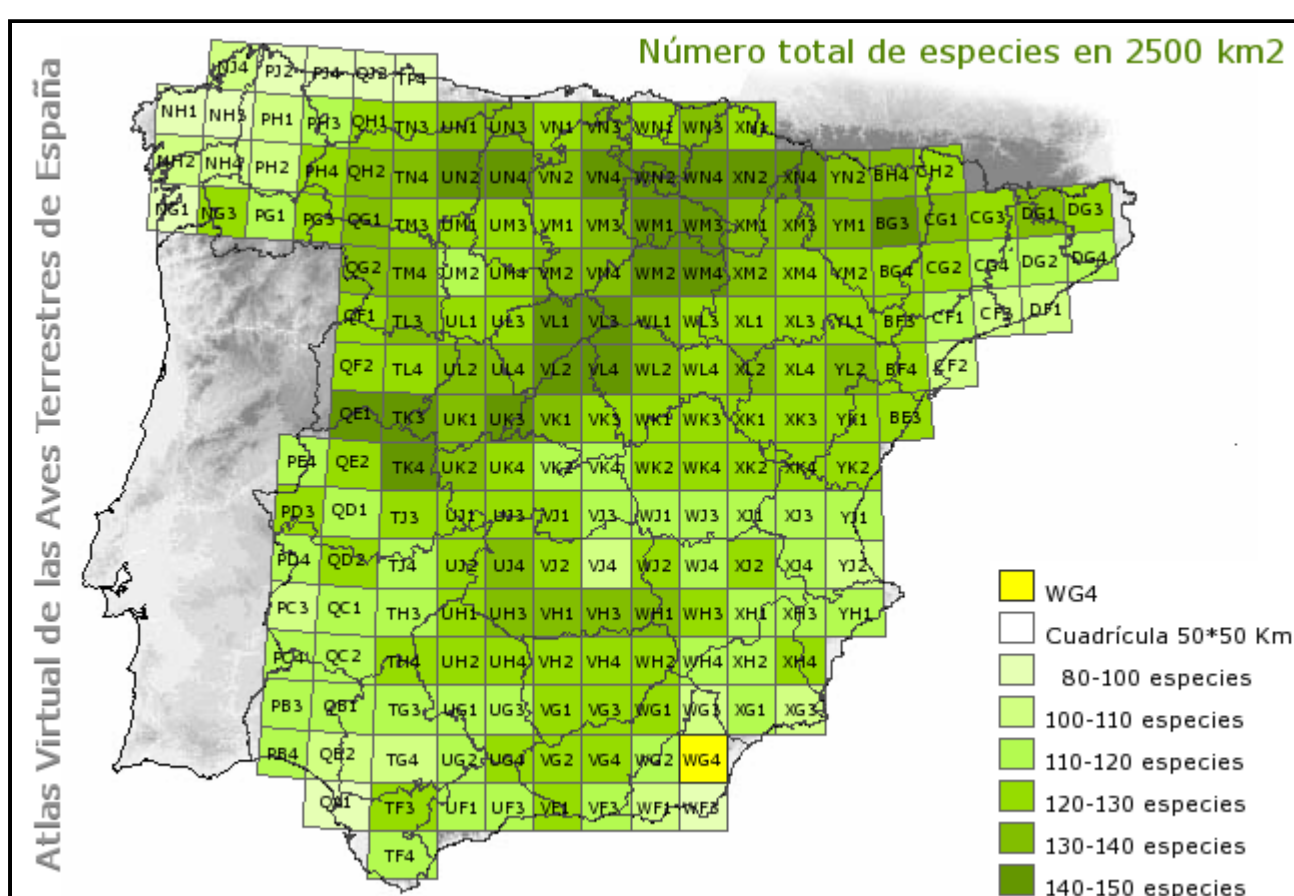 Atlas Virtual de las Aves Terrestres de España
Número total de especies en 2500 km2
NJ4 PJ2 PJ4 QJ2 TP4
NH1 NH3 PH1 PH3 QH1 TN3 UN1 UN3 VN1 VN3 WN1 WN3 XN1
NH2 NH4 PH2 PH4 QH2 TN4 UN2 UN4 VN2 VN4 WN2 WN4 XN2 XN4 YN2 BH4 CH2
NG1 NG3 PG1 PG3 QG1 TM3 UM1 UM3 VM1 VM3 WM1 WM3 XM1 XM3 YM1 BG3 CG1 CG3 DG1 DG3
QG2 TM4 UM2 UM4 VM2 VM4 WM2 WM4 XM2 XM4 YM2 BG4 CG2 CG4 DG2 DG4
QF1 TL3 UL1 UL3 VL1 VL3 WL1 WL3 XL1 XL3 YL1 BF3 CF1 CF3 DF1
QF2 TL4 UL2 UL4 VL2 VL4 WL2 WL4 XL2 XL4 YL2 BF4 CF2
QE1 TK3 UK1 UK3 VK1 VK3 WK1 WK3 XK1 XK3 YK1 BE3
PE4 QE2 TK4 UK2 UK4 VK2 VK4 WK2 WK4 XK2 XK4 YK2
PD3 QD1 TJ3 UJ1 UJ3 VJ1 VJ3 WJ1 WJ3 XJ1 XJ3 YJ1
PD4 QD2 TJ4 UJ2 UJ4 VJ2 VJ4 WJ2 WJ4 XJ2 XJ4 YJ2
PC3 QC1 TH3 UH1 UH3 VH1 VH3 WH1 WH3 XH1 XH3 YH1
PC4 QC2 TH4 UH2 UH4 VH2 VH4 WH2 WH4 XH2 XH4
PB3 QB1 TG3 UG1 UG3 VG1 VG3 WG1 WG3 XG1 XG3
PB4 QB2 TG4 UG2 UG4 VG2 VG4 WG2 WG4
QA1 TF3 UF1 UF3 VF1 VF3 WF1 WF3
TF4
WG4
Cuadrícula 50*50 Km
80-100 especies
100-110 especies
110-120 especies
120-130 especies
130-140 especies
140-150 especies